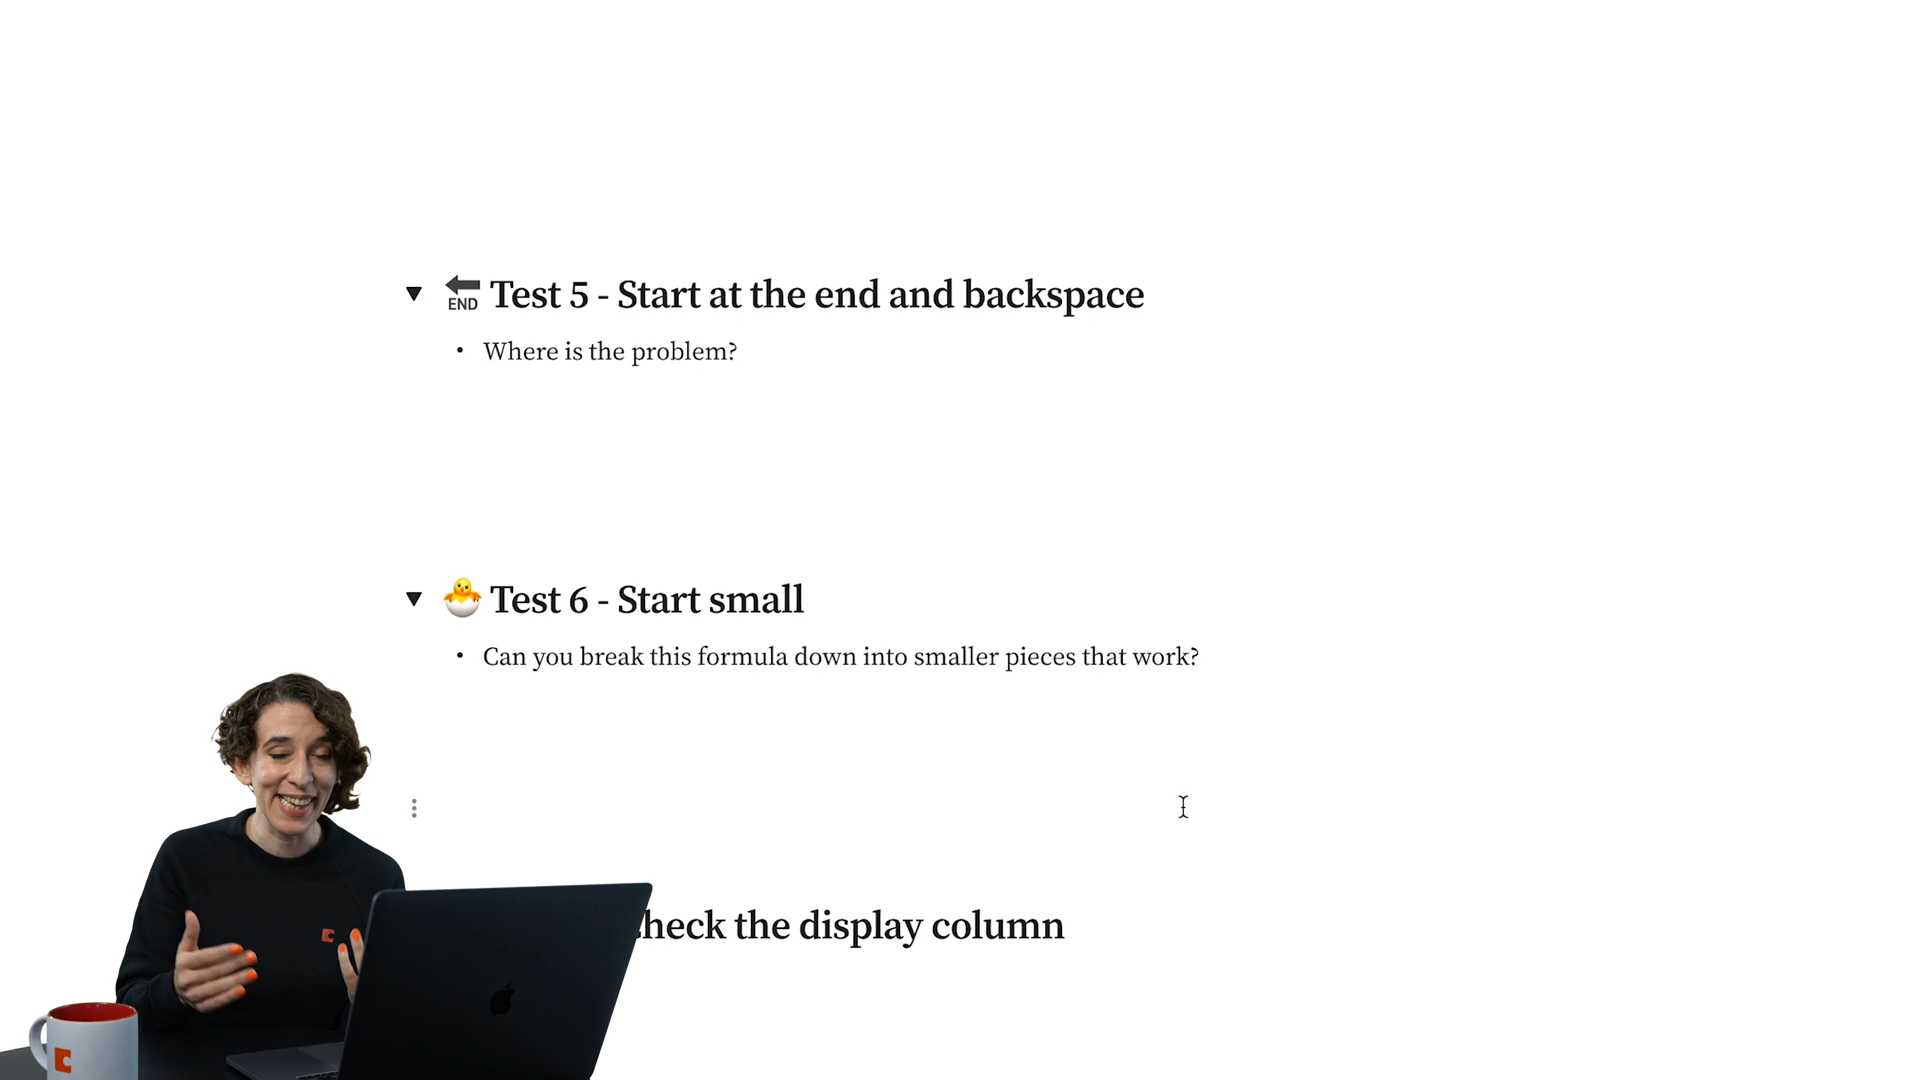 END
Test 5 - Start at the end and backspace
• Where is the problem?
Test 6 - Start small
• Can you break this formula down into smaller pieces that work?
check the display column